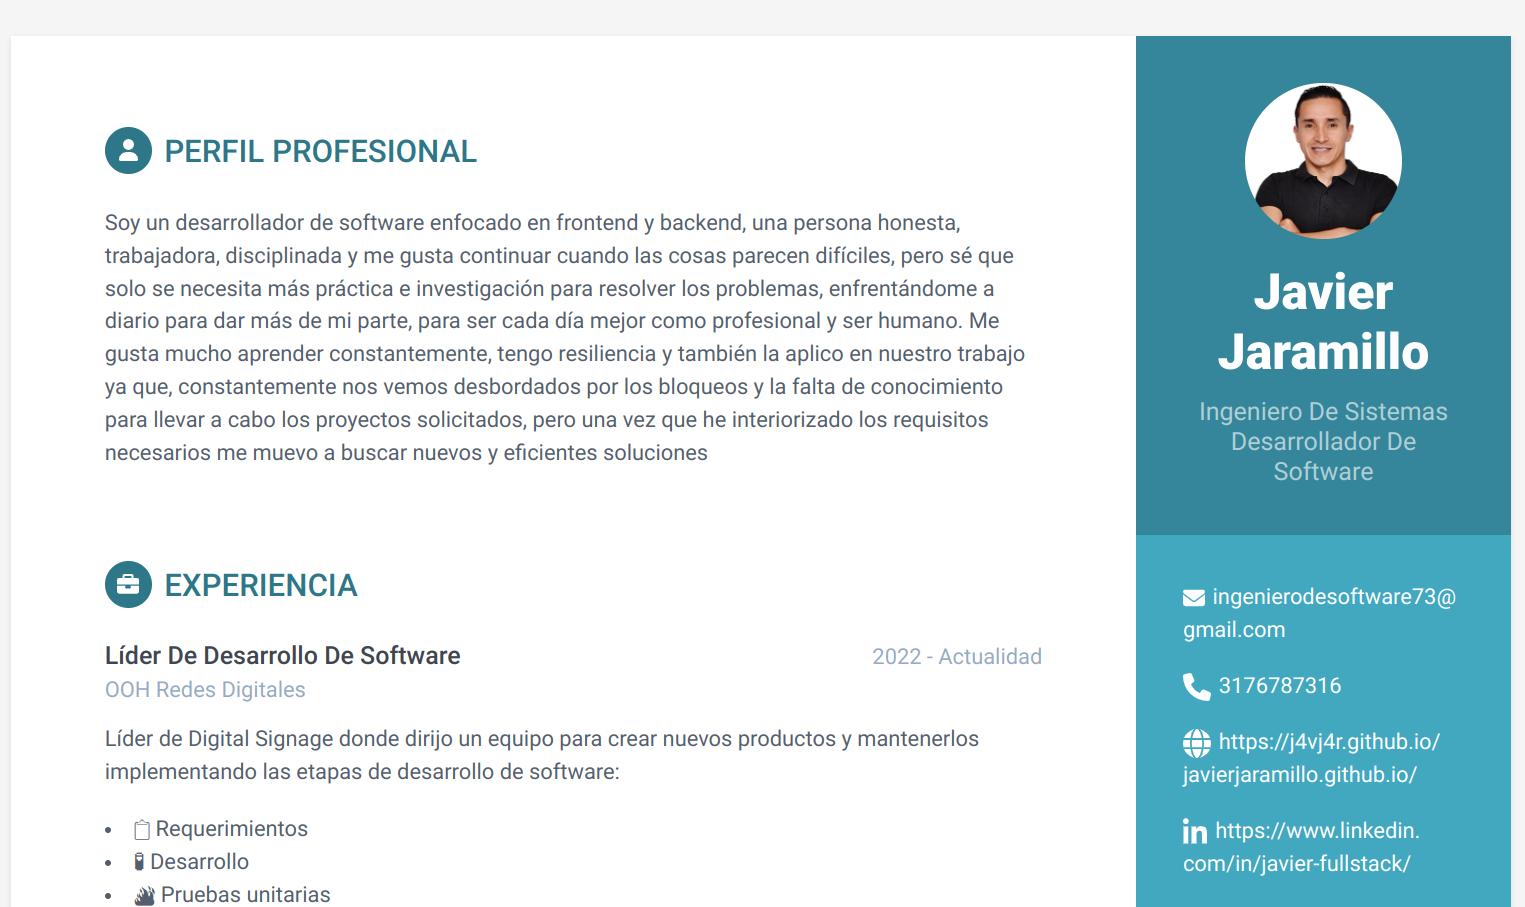 PERFIL PROFESIONAL
Soy un desarrollador de software enfocado en frontend y backend, una persona honesta,
trabajadora, disciplinada y me gusta continuar cuando las cosas parecen difíciles, pero sé que
solo se necesita más práctica e investigación para resolver los problemas, enfrentándome a
diario para dar más de mi parte, para ser cada día mejor como profesional y ser humano. Me
gusta mucho aprender constantemente, tengo resiliencia y también la aplico en nuestro trabajo
ya que, constantemente nos vemos desbordados por los bloqueos y la falta de conocimiento
para llevar a cabo los proyectos solicitados, pero una vez que he interiorizado los requisitos
necesarios me muevo a buscar nuevos y eficientes soluciones
EXPERIENCIA
Líder De Desarrollo De Software
2022 - Actualidad
OOH Redes Digitales
Líder de Digital Signage donde dirijo un equipo para crear nuevos productos y mantenerlos
implementando las etapas de desarrollo de software:
Requerimientos
Desarrollo
Pruebas unitarias
Javier
Jaramillo
Ingeniero De Sistemas
Desarrollador De
Software
ingenierodesoftware73@
gmail.com
3176787316
https://j4vj4r.github.io/
javierjaramillo.github.io/
https://www.linkedin.
com/in/javier-fullstack/